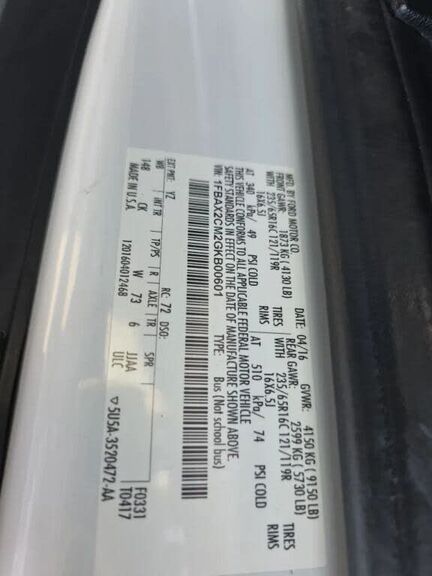 MFD. BY FORD MOTOR CO.
DATE: 04/16 GVWR: 4150 KG ( 9150 LB)
FRONT GAWR: 1873 KG ( 4130 LB) REAR GAWR: 2599 KG ( 5730 LB)
WITH 235/65R16C 121/119R TIRES WITH 235/65R16C 121/119R TIRES
16X6.5J RIMS 16X6.5J RIMS
AT 340 kPa/ 49 PSI COLD AT 510 kPa/ 74 PSI COLD
THIS VEHICLE CONFORMS TO ALL APPLICABLE FEDERAL MOTOR VEHICLE
SAFETY STANDARDS IN EFFECT ON THE DATE OF MANUFACTURE SHOWN ABOVE.
VIN: 1FBAX2CM2GKB00601 TYPE: Bus (Not school bus)
EXT PNT: YZ RC: 72 DSO:
WB INT TR TP/PS R AXLE TR SPR
148 CK W 73 6 JJAA
ULC
MADE IN U.S.A. 1201604012468
F0331
T0417
5U5A-3520472-AA